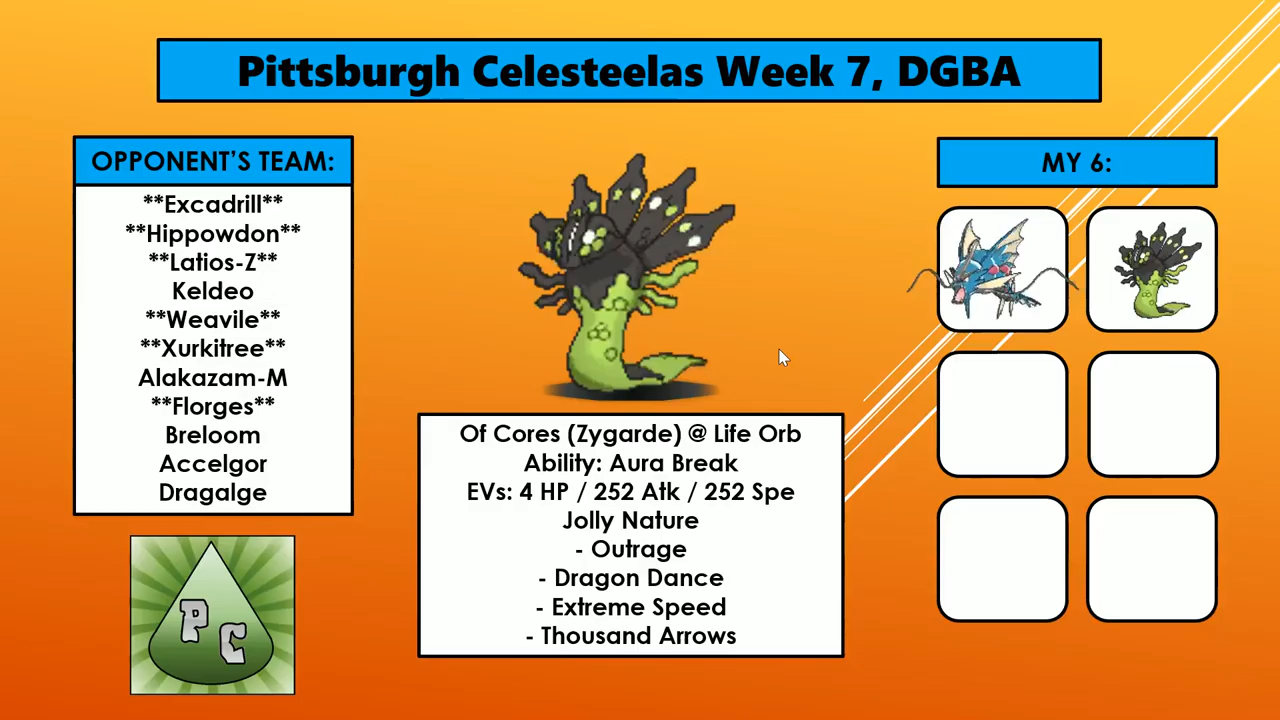 Pittsburgh Celesteelas Week 7, DGBA
OPPONENT'S TEAM:
**Excadrill**
**Hippowdon**
**Latios-Z**
Keldeo
**Weavile**
**Xurkitree**
Alakazam-M
**Florges**
Breloom
Accelgor
Dragalge
PC
Of Cores (Zygarde) @ Life Orb
Ability: Aura Break
EVs: 4 HP / 252 Atk / 252 Spe
Jolly Nature
- Outrage
- Dragon Dance
- Extreme Speed
- Thousand Arrows
MY 6: